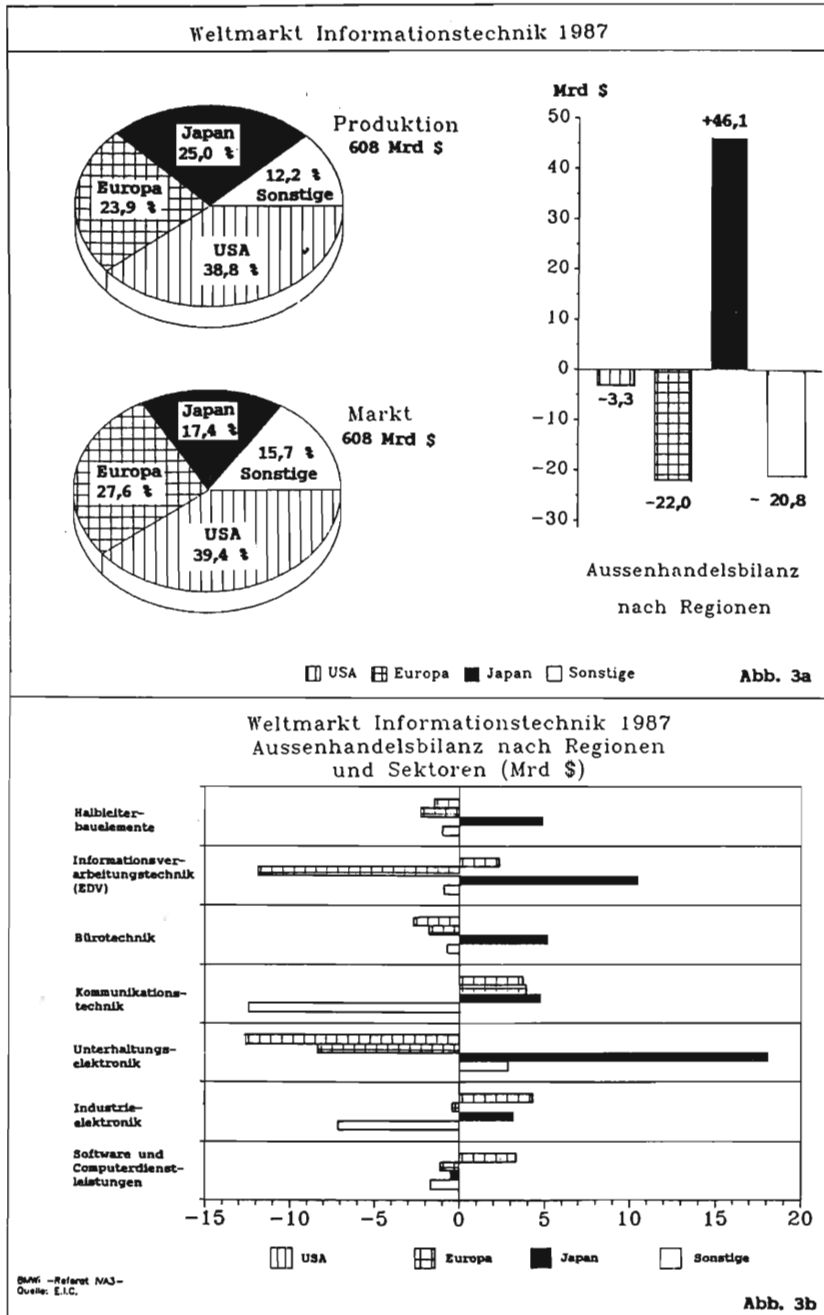 Weltmarkt Informationstechnik 1987
Produktion
608 Mrd $
Japan
25,0 %
12,2 %
Sonstige
Europa
23,9 %
USA
38,8 %
Markt
608 Mrd $
Japan
17,4 %
15,7 %
Sonstige
Europa
27,6 %
USA
39,4 %
Mrd $
50
40
30
20
10
0
-10
-20
-30
+46,1
-3,3
-22,0
- 20,8
Aussenhandelsbilanz
nach Regionen
USA Europa Japan Sonstige
Abb. 3a
Weltmarkt Informationstechnik 1987
Aussenhandelsbilanz nach Regionen
und Sektoren (Mrd $)
Halbleiter-
bauelemente
Informationsver-
arbeitungstechnik
(EDV)
Bürotechnik
Kommunikations-
technik
Unterhaltungs-
elektronik
Industrie-
elektronik
Software und
Computerdienst-
leistungen
-15 -10 -5 0 5 10 15 20
USA Europa Japan Sonstige
BMWi -Referat IVA3-
Quelle: E.I.C.
Abb. 3b